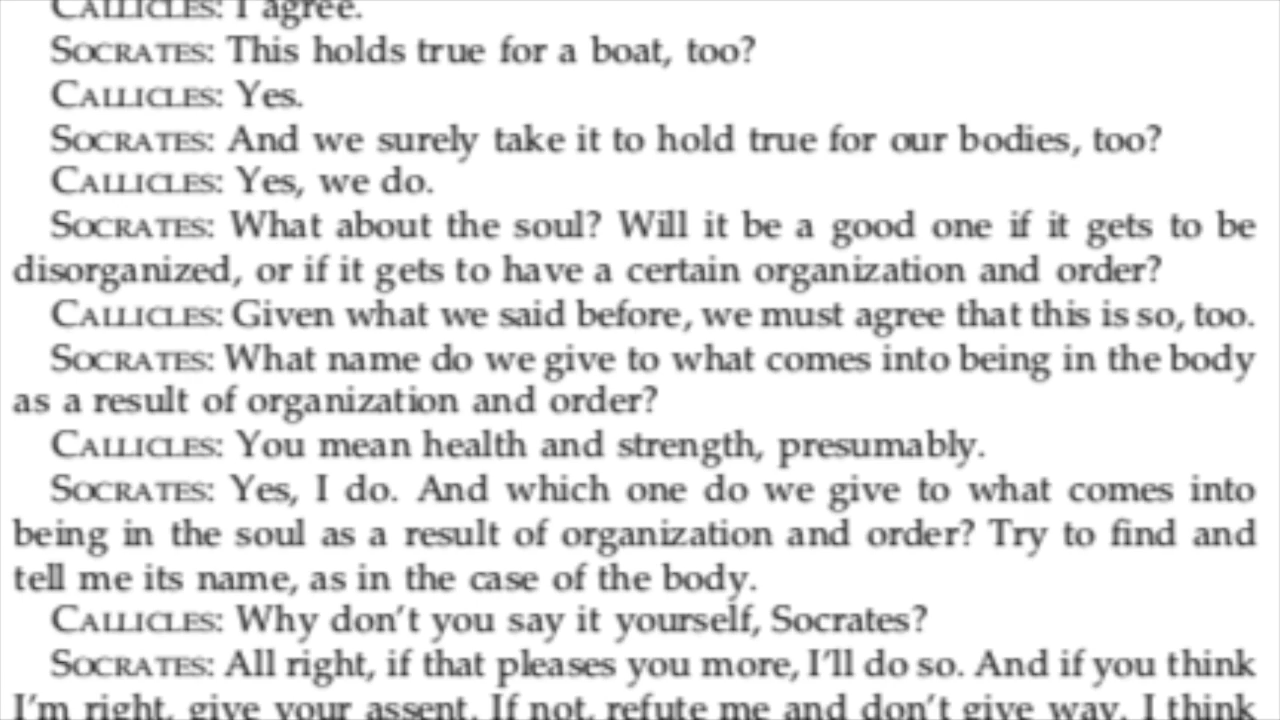 CALLICLES: I agree.
SOCRATES: This holds true for a boat, too?
CALLICLES: Yes.
SOCRATES: And we surely take it to hold true for our bodies, too?
CALLICLES: Yes, we do.
SOCRATES: What about the soul? Will it be a good one if it gets to be
disorganized, or if it gets to have a certain organization and order?
CALLICLES: Given what we said before, we must agree that this is so, too.
SOCRATES: What name do we give to what comes into being in the body
as a result of organization and order?
CALLICLES: You mean health and strength, presumably.
SOCRATES: Yes, I do. And which one do we give to what comes into
being in the soul as a result of organization and order? Try to find and
tell me its name, as in the case of the body.
CALLICLES: Why don't you say it yourself, Socrates?
SOCRATES: All right, if that pleases you more, I'll do so. And if you think
I'm right, give your assent. If not, refute me and don't give way. I think